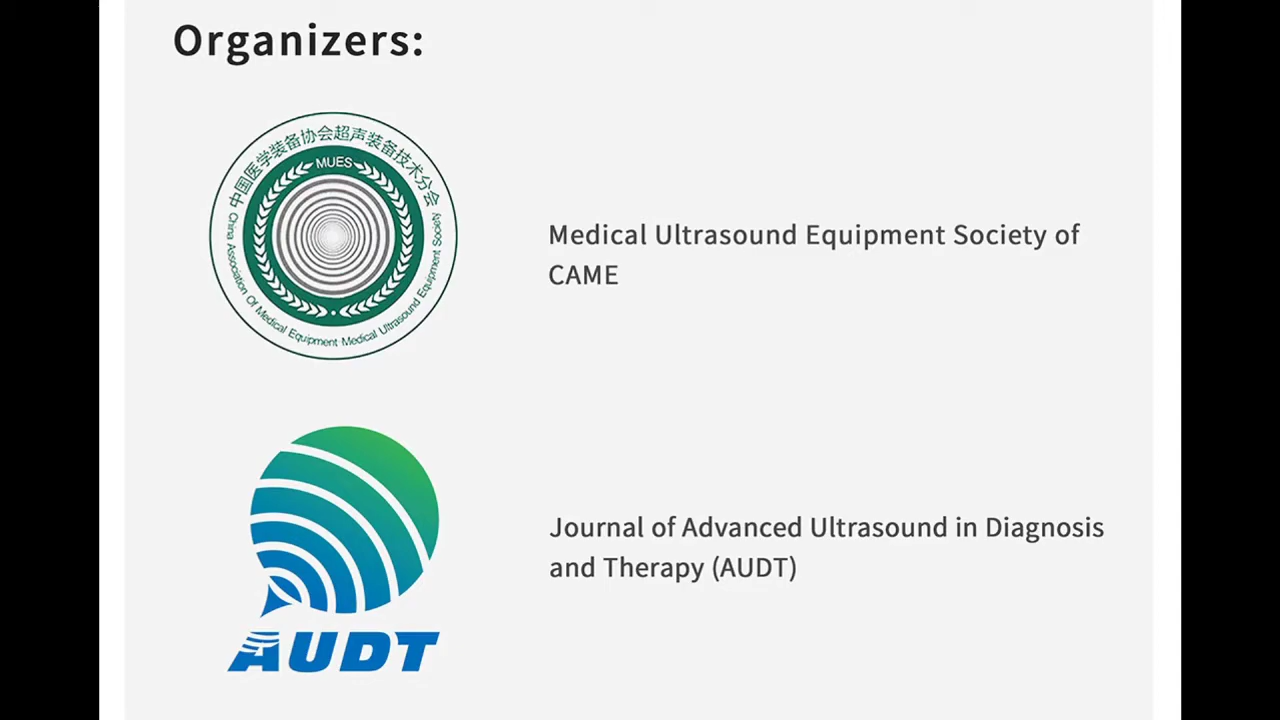 Organizers:
中国医学装备协会超声装备技术分会
MUES
China Association Of Medical Equipment·Medical Ultrasound Equipment Society
Medical Ultrasound Equipment Society of
CAME
AUDT
Journal of Advanced Ultrasound in Diagnosis
and Therapy (AUDT)